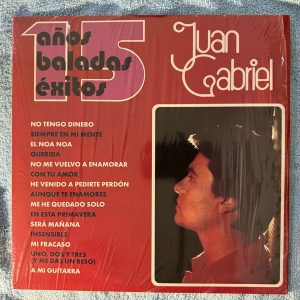 15
años
baladas
éxitos
Juan
Gabriel
NO TENGO DINERO
SIEMPRE EN MI MENTE
EL NOA NOA
QUERIDA
NO ME VUELVO A ENAMORAR
CON TU AMOR
HE VENIDO A PEDIRTE PERDÓN
AUNQUE TE ENAMORES
ME HE QUEDADO SOLO
EN ESTA PRIMAVERA
SERÁ MAÑANA
INSENSIBLE
MI FRACASO
UNO, DOS Y TRES
(Y ME DAS UN BESO)
A MI GUITARRA